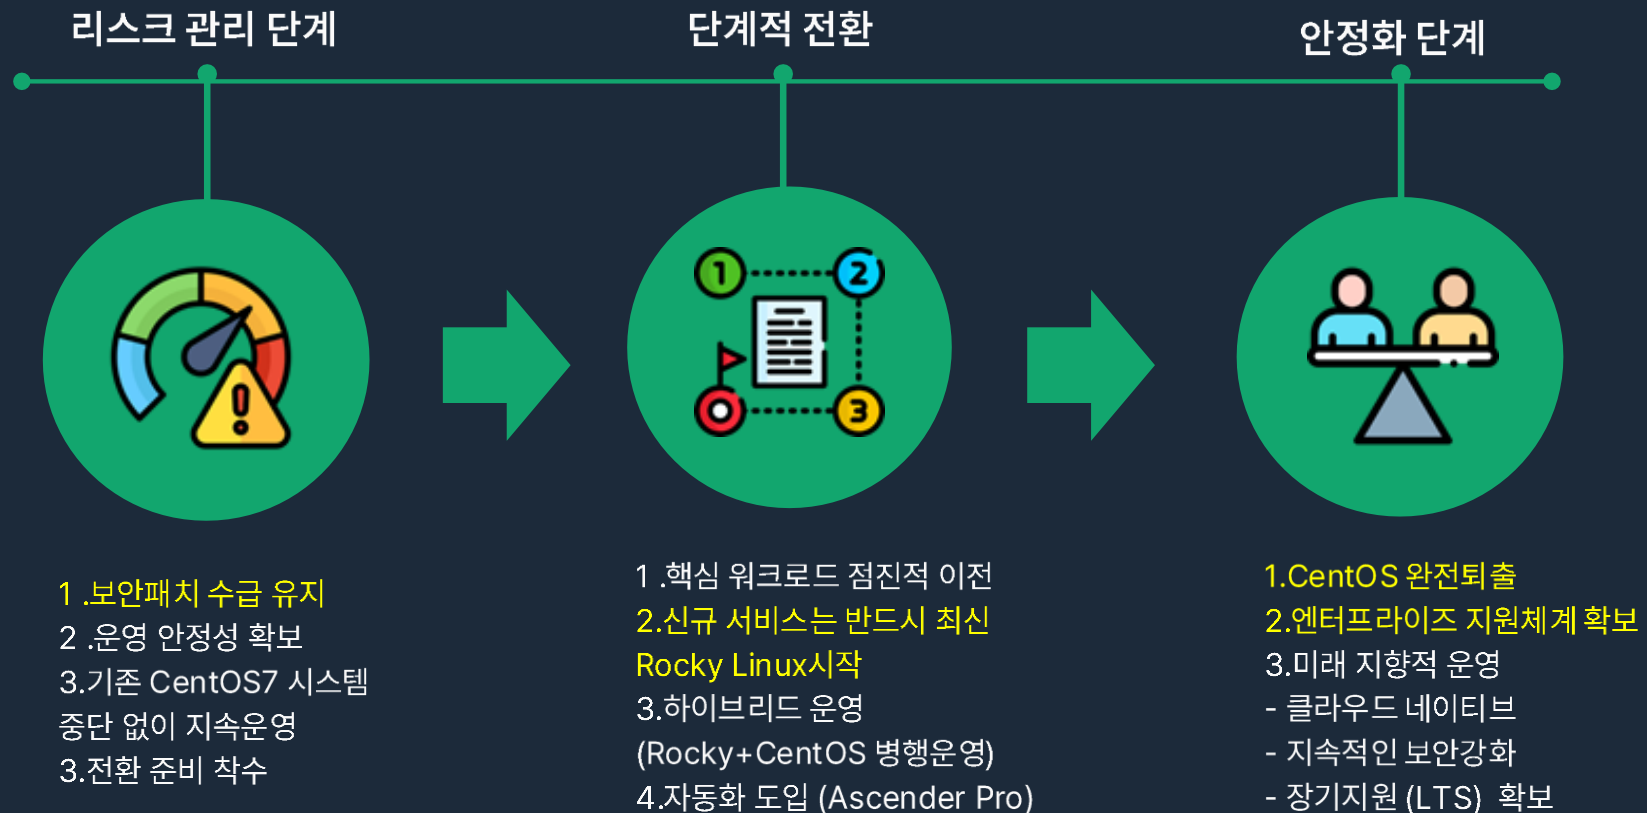 리스크 관리 단계
1 .보안패치 수급 유지
2 .운영 안정성 확보
3.기존 CentOS7 시스템
중단 없이 지속운영
3.전환 준비 착수
단계적 전환
1
2
3
1 .핵심 워크로드 점진적 이전
2.신규 서비스는 반드시 최신
Rocky Linux시작
3.하이브리드 운영
(Rocky+CentOS 병행운영)
4.자동화 도입 (Ascender Pro)
안정화 단계
1.CentOS 완전퇴출
2.엔터프라이즈 지원체계 확보
3.미래 지향적 운영
- 클라우드 네이티브
- 지속적인 보안강화
- 장기지원 (LTS) 확보